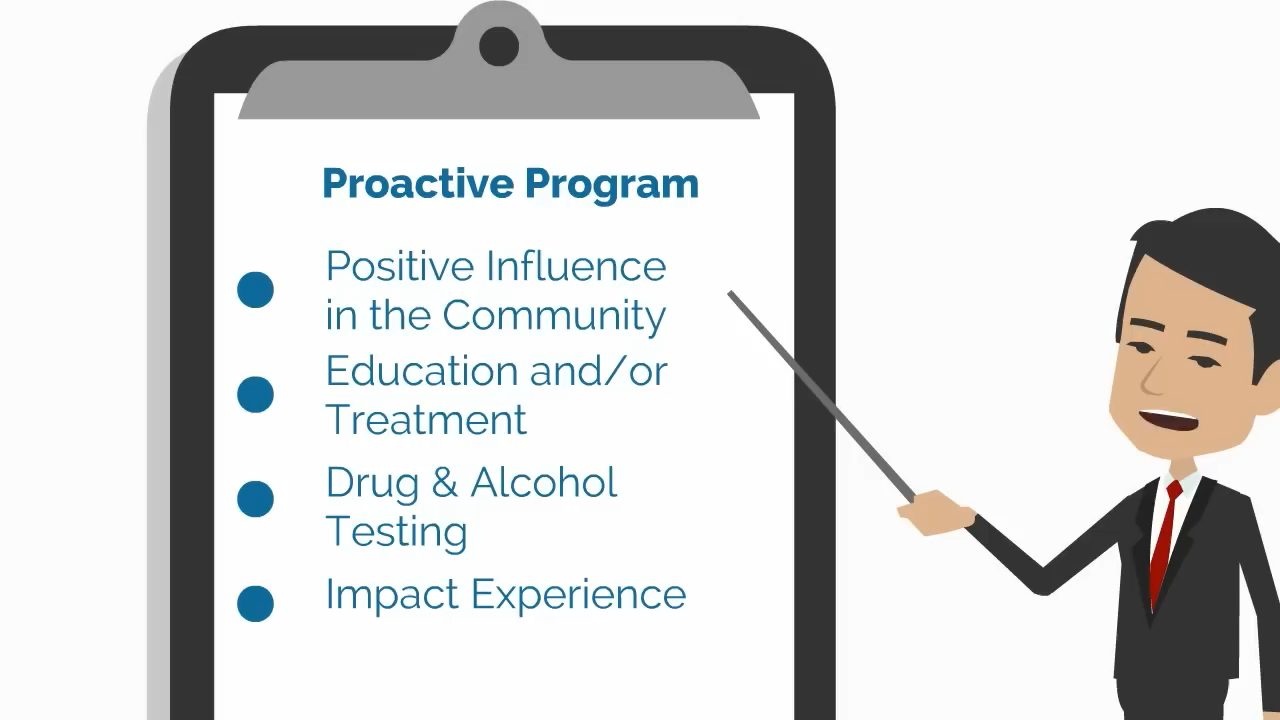 Proactive Program
Positive Influence
in the Community
Education and/or
Treatment
Drug & Alcohol
Testing
Impact Experience